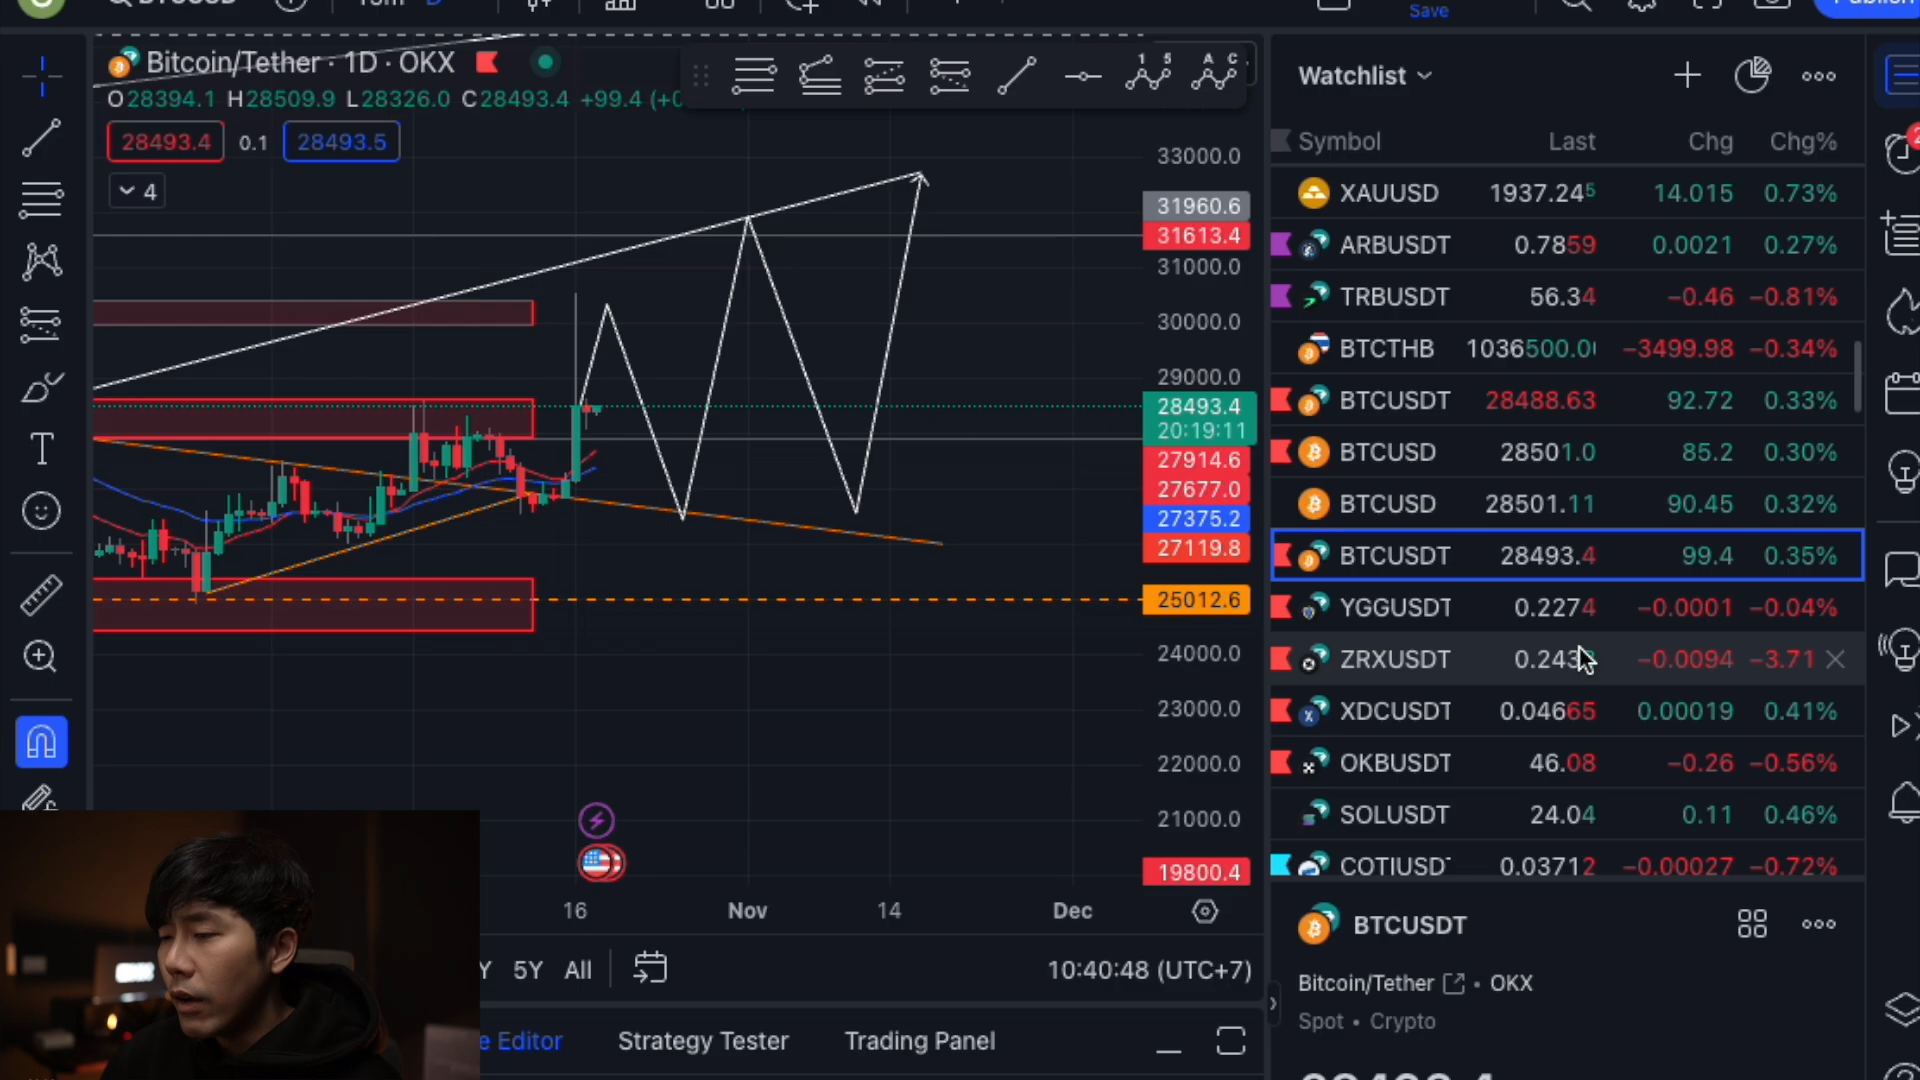 Save
Bitcoin/Tether · 1D · OKX
O28394.1 H28509.9 L28326.0 C28493.4 +99.4
28493.4 0.1 28493.5
4
33000.0
31960.6
31613.4
31000.0
30000.0
29000.0
28493.4
20:19:11
27914.6
27677.0
27375.2
27119.8
25012.6
24000.0
23000.0
22000.0
21000.0
19800.4
16 Nov 14 Dec
5Y All
10:40:48 (UTC+7)
Strategy Tester Trading Panel
Watchlist
Symbol Last Chg Chg%
XAUUSD 1937.24⁵ 14.015 0.73%
ARBUSDT 0.7859 0.0021 0.27%
TRBUSDT 56.34 −0.46 −0.81%
BTCTHB 1036500.0 −3499.98 −0.34%
BTCUSDT 28488.63 92.72 0.33%
BTCUSD 28501.0 85.2 0.30%
BTCUSD 28501.11 90.45 0.32%
BTCUSDT 28493.4 99.4 0.35%
YGGUSDT 0.2274 −0.0001 −0.04%
ZRXUSDT 0.243 −0.0094 −3.71
XDCUSDT 0.04665 0.00019 0.41%
OKBUSDT 46.08 −0.26 −0.56%
SOLUSDT 24.04 0.11 0.46%
COTIUSDT 0.03712 −0.00027 −0.72%
BTCUSDT
Bitcoin/Tether • OKX
Spot • Crypto